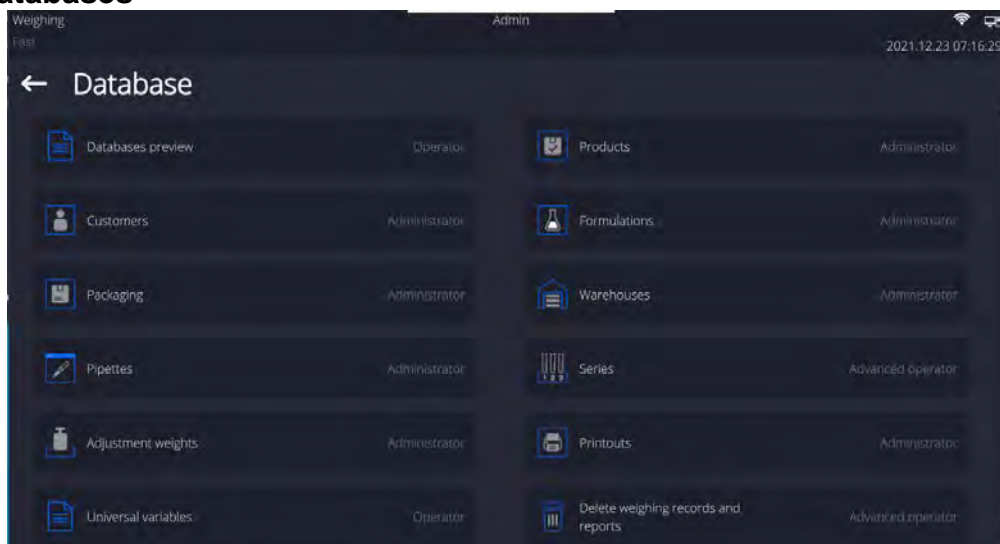 Weighing
Admin
Fast
2021.12.23 07:16:29
Database
Databases preview Operator
Products Administrator
Customers Administrator
Formulations Administrator
Packaging Administrator
Warehouses Administrator
Pipettes Administrator
Series Advanced operator
Adjustment weights Administrator
Printouts Administrator
Universal variables Operator
Delete weighing records and
reports Advanced operator